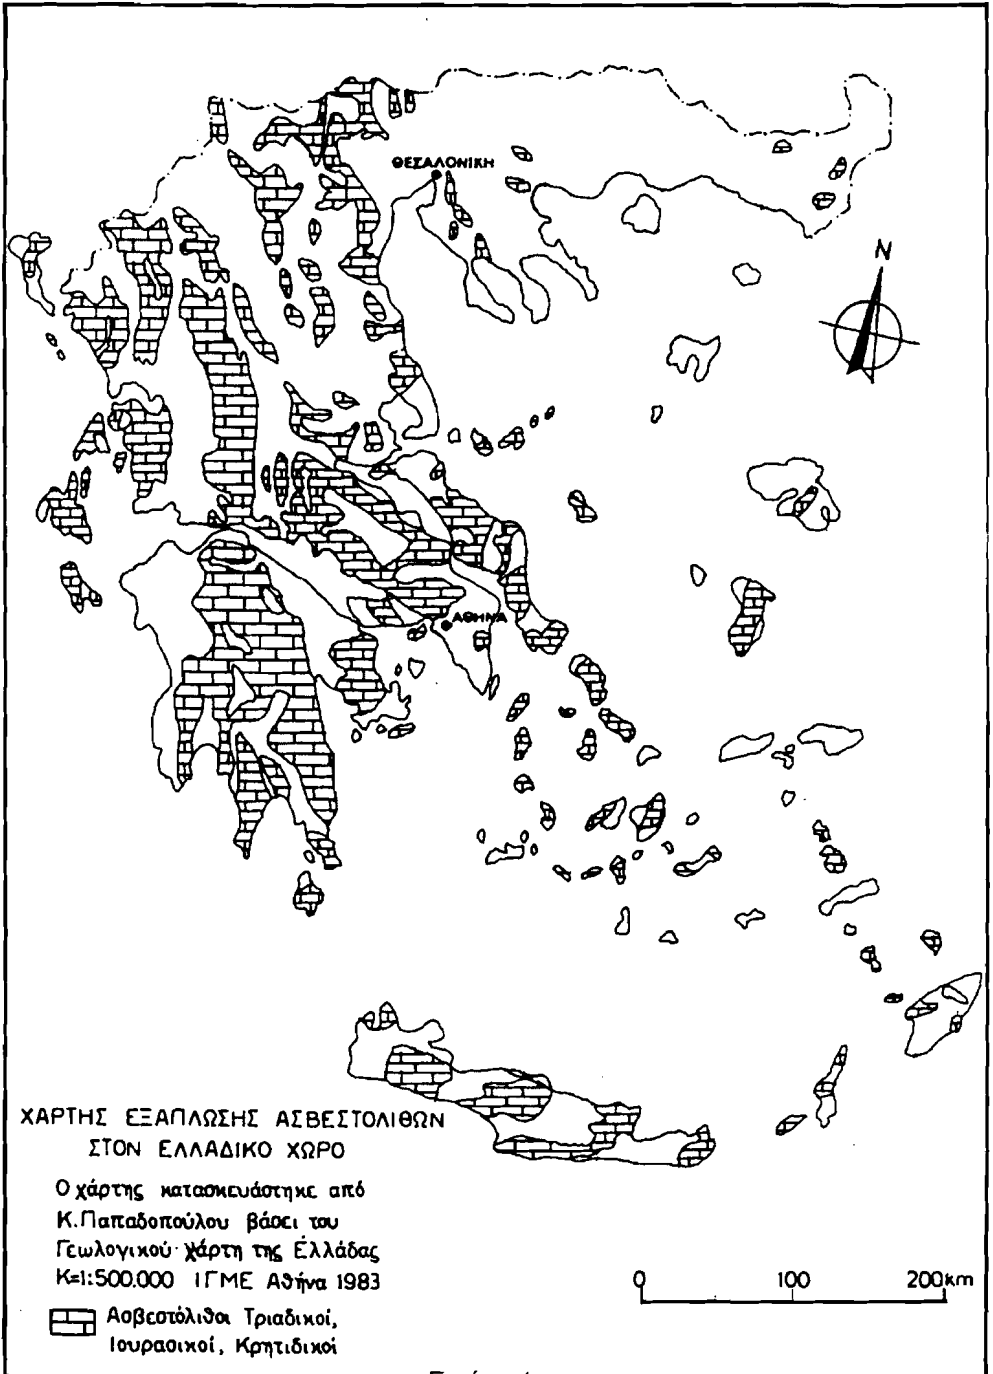 ΘΕΣΑΛΟΝΙΚΗ
N
ΑΘΗΝΑ
ΧΑΡΤΗΣ ΕΞΑΠΛΩΣΗΣ ΑΣΒΕΣΤΟΛΙΘΩΝ
ΣΤΟΝ ΕΛΛΑΔΙΚΟ ΧΩΡΟ
Ο χάρτης κατασκευάστηκε από
Κ.Παπαδοπούλου βάσει του
Γεωλογικού χάρτη της Ελλάδας
Κ=1:500.000 ΙΓΜΕ Αθήνα 1983
0 100 200km
Ασβεστόλιθοι Τριαδικοί,
Ιουρασικοί, Κρητιδικοί